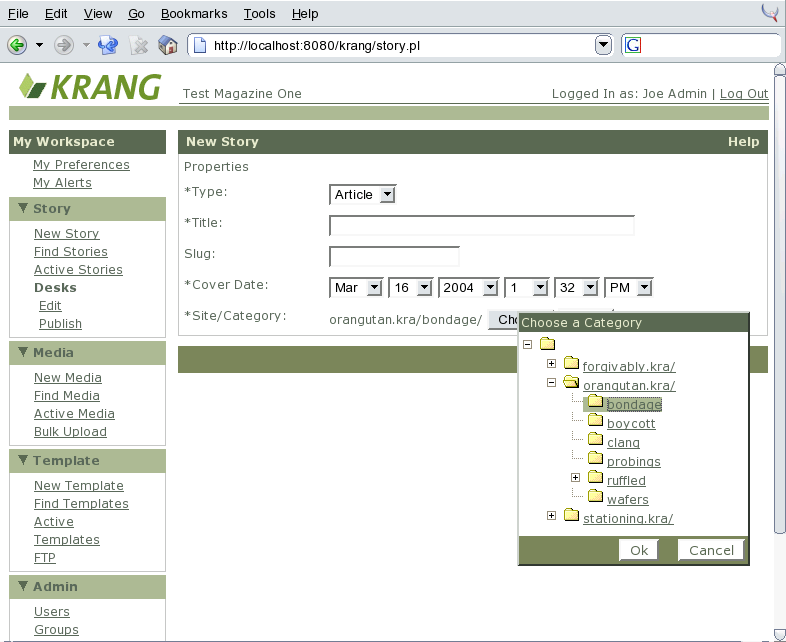 File Edit View Go Bookmarks Tools Help
http://localhost:8080/krang/story.pl
G
KRANG
Test Magazine One
Logged In as: Joe Admin | Log Out
My Workspace
My Preferences
My Alerts
Story
New Story
Find Stories
Active Stories
Desks
Edit
Publish
Media
New Media
Find Media
Active Media
Bulk Upload
Template
New Template
Find Templates
Active
Templates
FTP
Admin
Users
Groups
New Story
Help
Properties
*Type:
Article
*Title:
Slug:
*Cover Date:
Mar 16 2004 1 32 PM
*Site/Category:
orangutan.kra/bondage/
Choose a Category
forgivably.kra/
orangutan.kra/
bondage
boycott
clang
probings
ruffled
wafers
stationing.kra/
Ok
Cancel